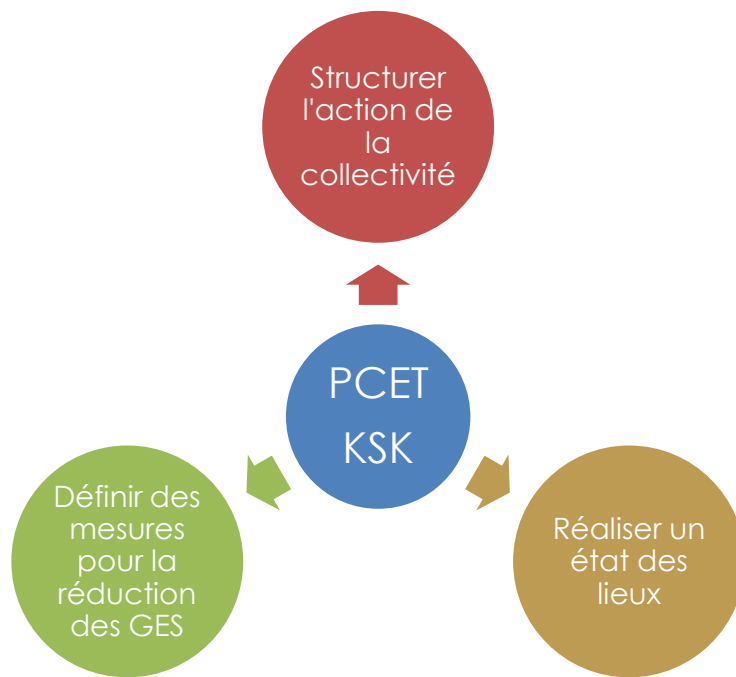 Structurer
l'action de
la
collectivité
PCET
KSK
Définir des
mesures
pour la
réduction
des GES
Réaliser un
état des
lieux